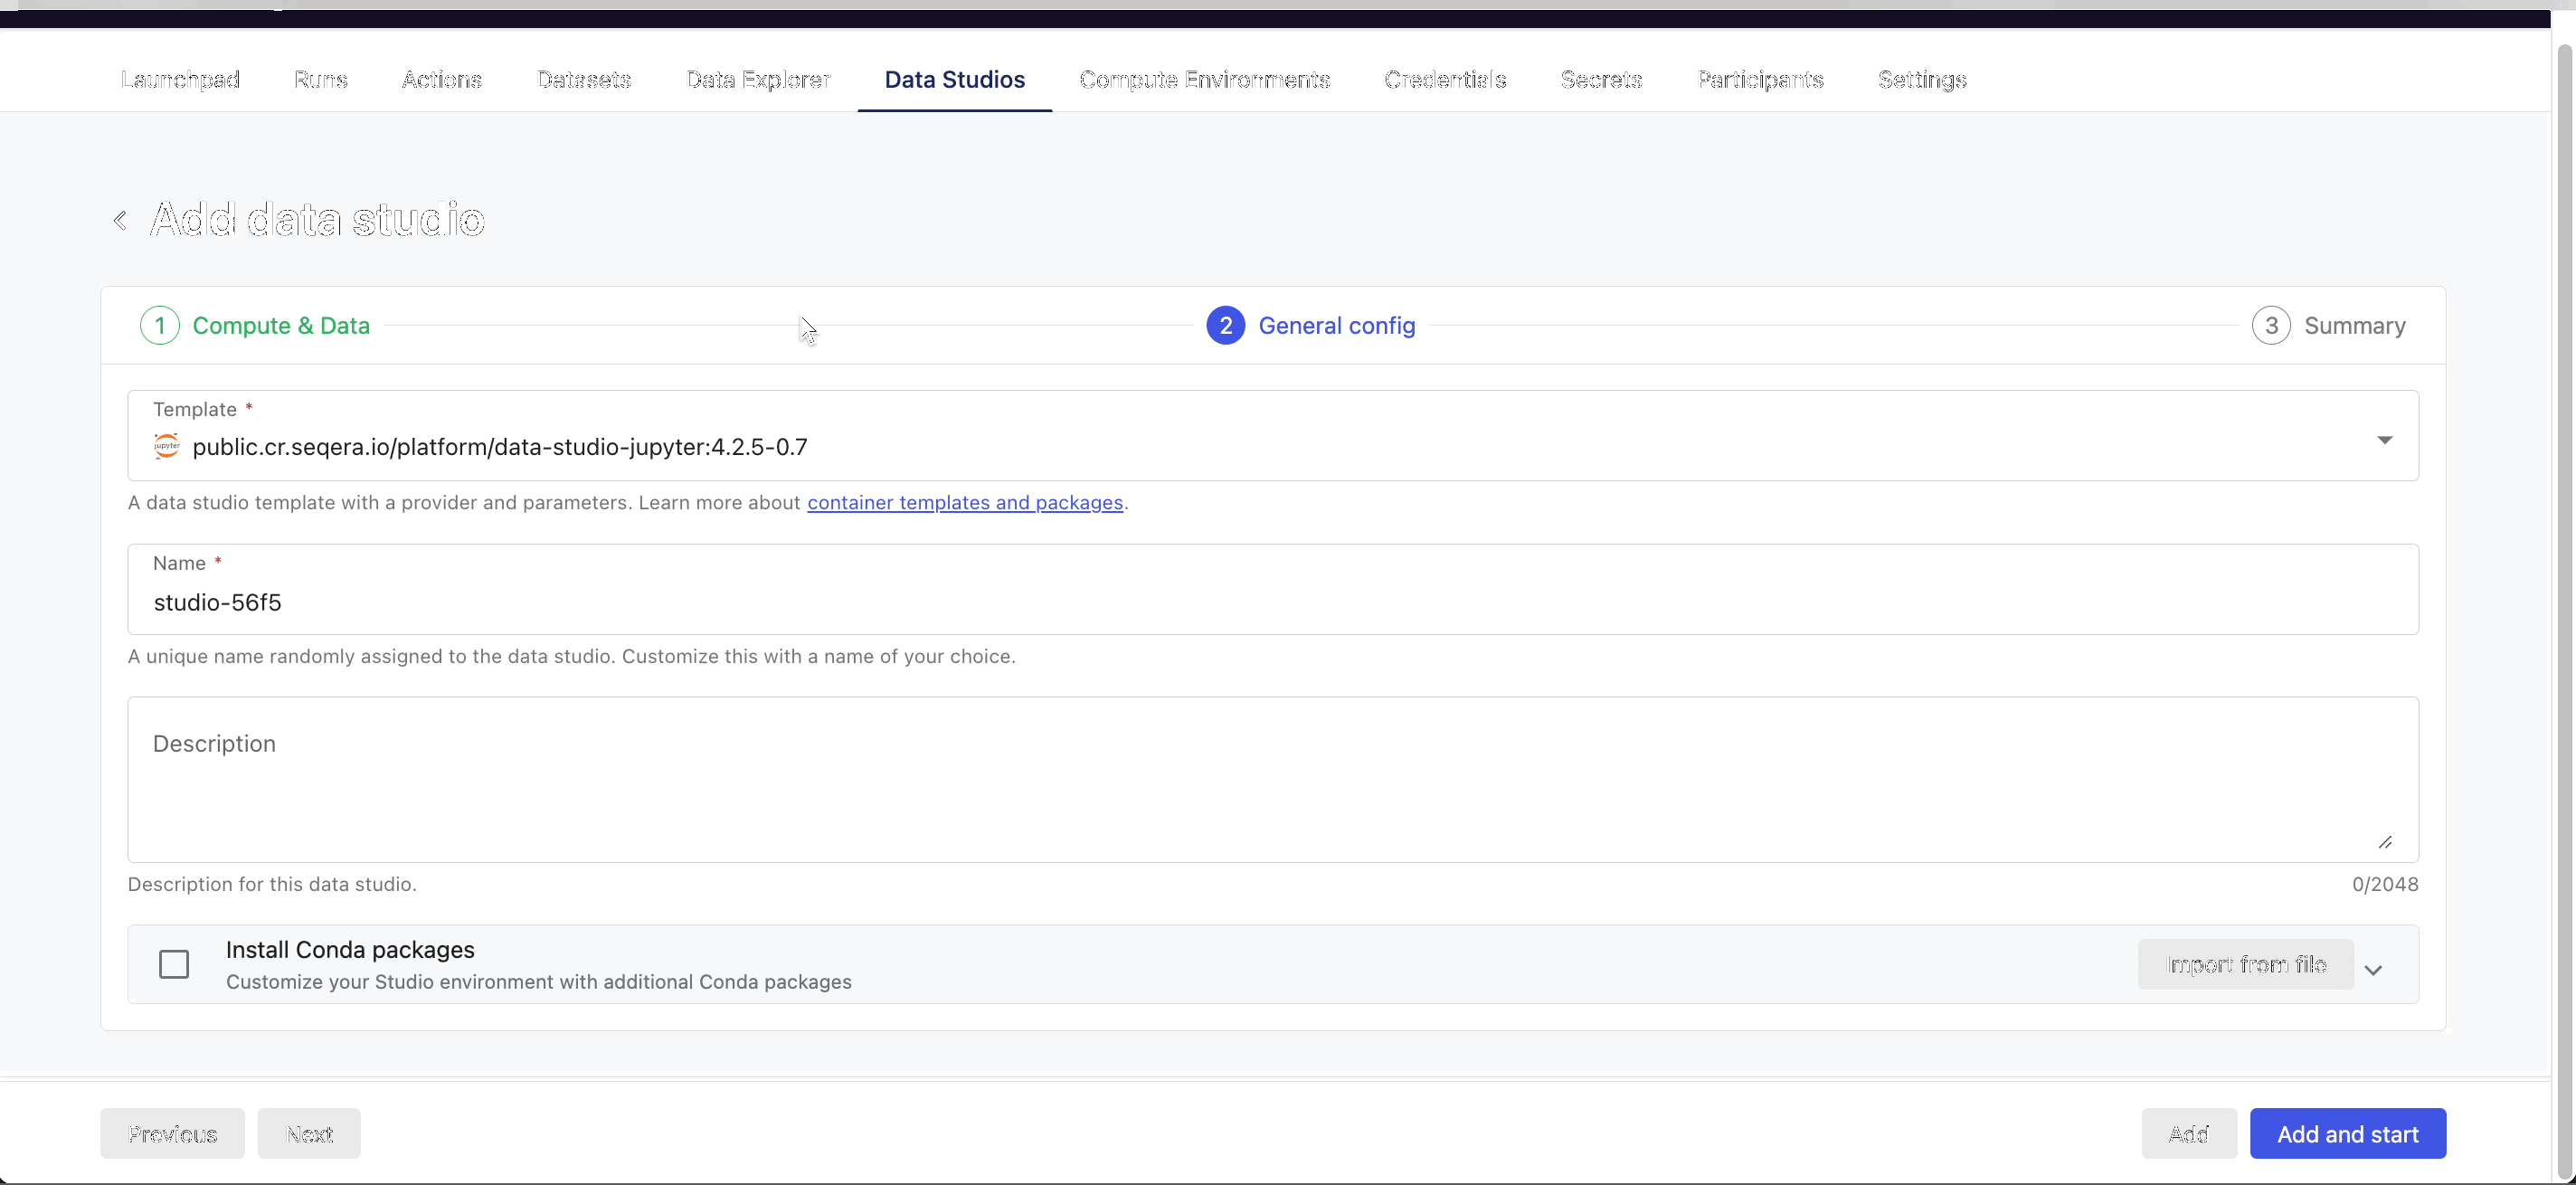 Launchpad Runs Actions Datasets Data Explorer Data Studios Compute Environments Credentials Secrets Participants Settings
Add data studio
1 Compute & Data 2 General config 3 Summary
Template *
jupyter public.cr.seqera.io/platform/data-studio-jupyter:4.2.5-0.7
A data studio template with a provider and parameters. Learn more about container templates and packages.
Name *
studio-56f5
A unique name randomly assigned to the data studio. Customize this with a name of your choice.
Description
Description for this data studio. 0/2048
Install Conda packages
Customize your Studio environment with additional Conda packages
Import from file
Previous Next Add Add and start